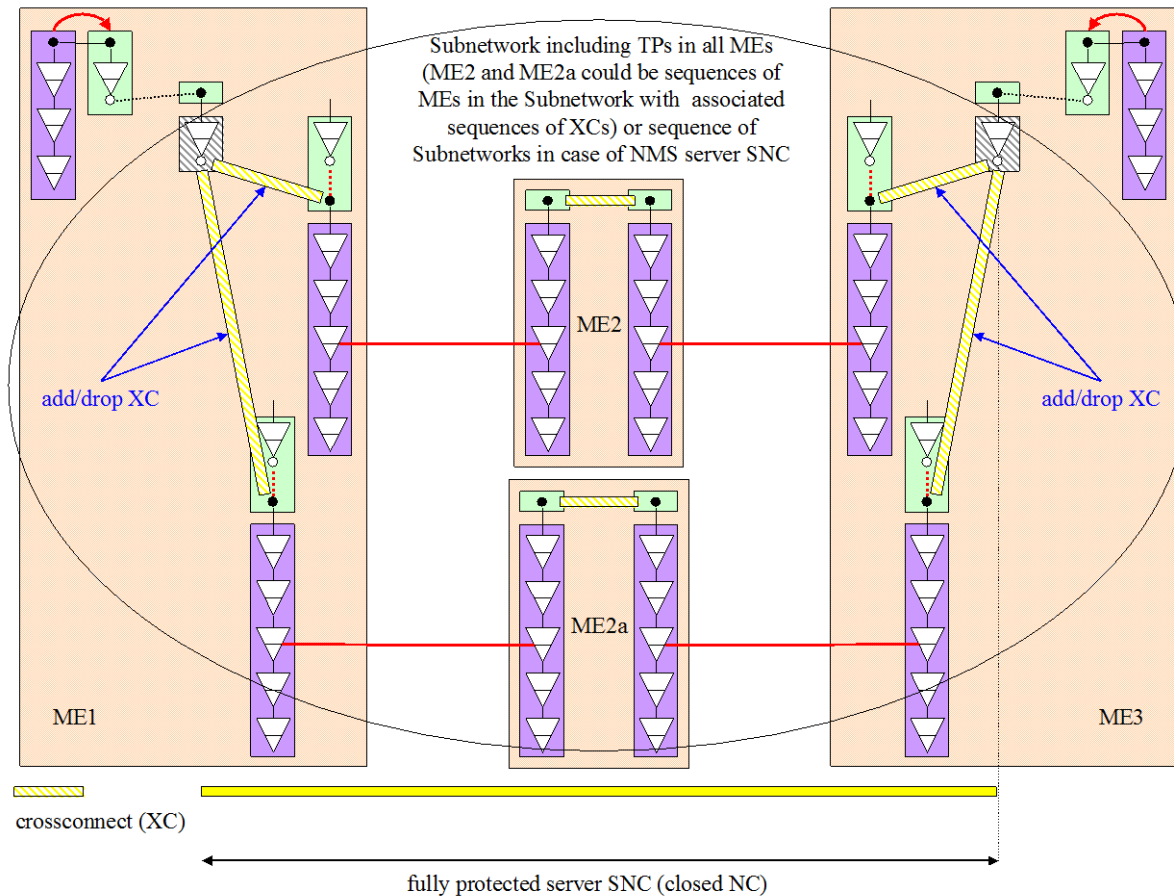 Subnetwork including TPs in all MEs
(ME2 and ME2a could be sequences of
MEs in the Subnetwork with associated
sequences of XCs) or sequence of
Subnetworks in case of NMS server SNC
ME2
add/drop XC
add/drop XC
ME2a
ME1
ME3
crossconnect (XC)
fully protected server SNC (closed NC)